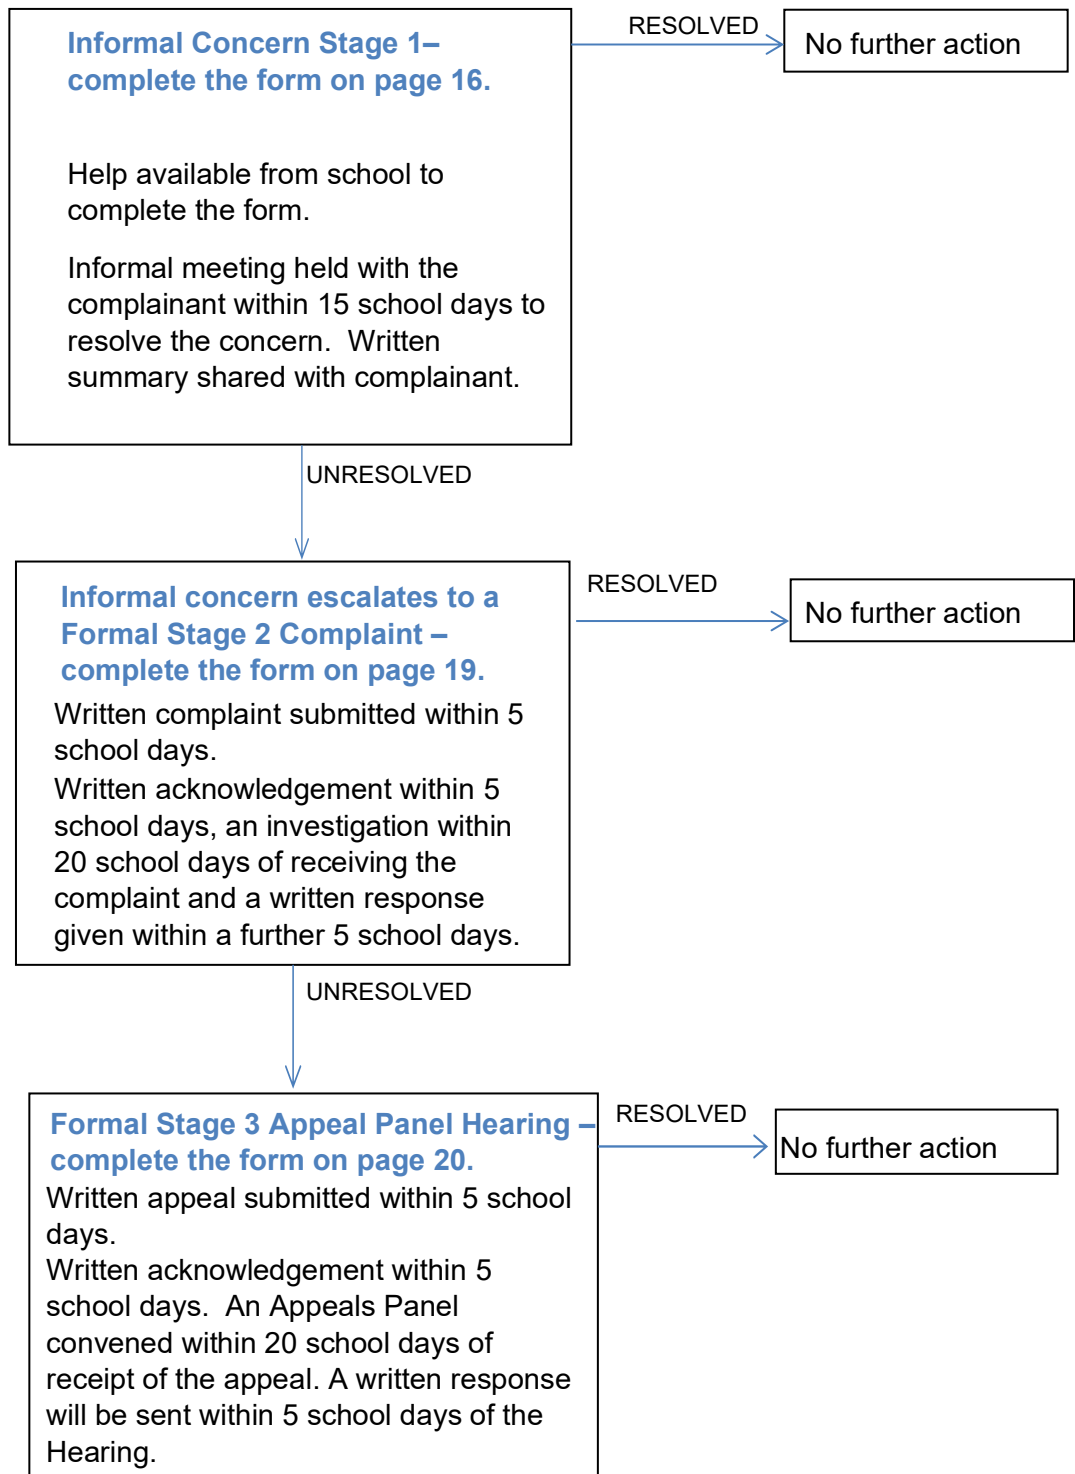 Informal Concern Stage 1–
complete the form on page 16.
Help available from school to
complete the form.
Informal meeting held with the
complainant within 15 school days to
resolve the concern.  Written
summary shared with complainant.
RESOLVED
No further action
UNRESOLVED
Informal concern escalates to a
Formal Stage 2 Complaint –
complete the form on page 19.
Written complaint submitted within 5
school days.
Written acknowledgement within 5
school days, an investigation within
20 school days of receiving the
complaint and a written response
given within a further 5 school days.
RESOLVED
No further action
UNRESOLVED
Formal Stage 3 Appeal Panel Hearing –
complete the form on page 20.
Written appeal submitted within 5 school
days.
Written acknowledgement within 5
school days.  An Appeals Panel
convened within 20 school days of
receipt of the appeal. A written response
will be sent within 5 school days of the
Hearing.
RESOLVED
No further action